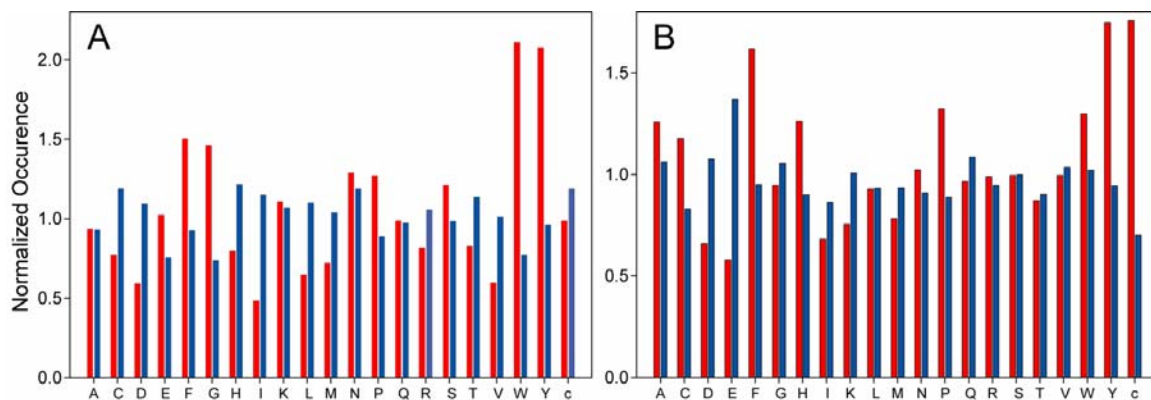 A
B
Normalized Occurence
2.0
1.5
1.0
0.5
0.0
A C D E F G H I K L M N P Q R S T V W Y c
1.5
1.0
0.5
0.0
A C D E F G H I K L M N P Q R S T V W Y c